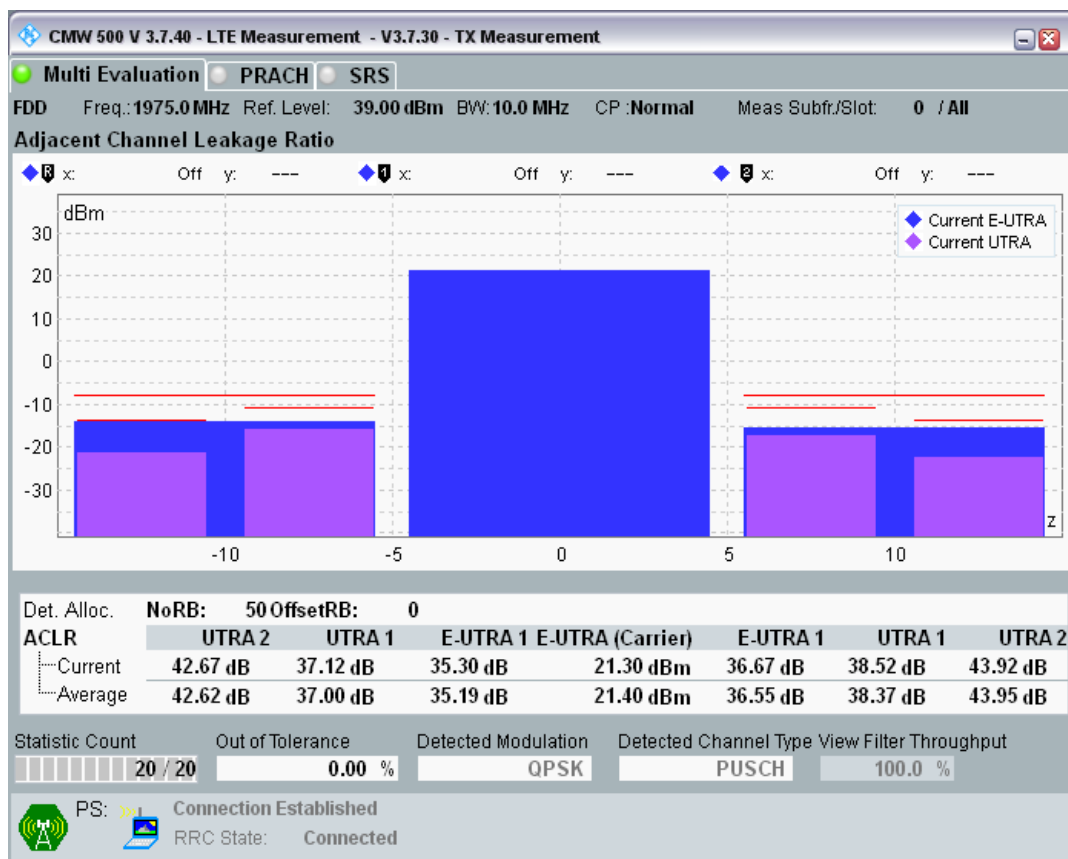 CMW 500 V 3.7.40 - LTE Measurement - V3.7.30 - TX Measurement
Multi Evaluation PRACH SRS
FDD Freq.: 1975.0 MHz Ref. Level: 39.00 dBm BW: 10.0 MHz CP :Normal Meas Subfr./Slot: 0 / All
Adjacent Channel Leakage Ratio
R x: Off y: --- 1 x: Off y: --- 2 x: Off y: ---
dBm
Current E-UTRA
Current UTRA
30
20
10
0
-10
-20
-30
z
-10 -5 0 5 10
Det. Alloc. NoRB: 50 OffsetRB: 0
ACLR UTRA 2 UTRA 1 E-UTRA 1 E-UTRA (Carrier) E-UTRA 1 UTRA 1 UTRA 2
Current 42.67 dB 37.12 dB 35.30 dB 21.30 dBm 36.67 dB 38.52 dB 43.92 dB
Average 42.62 dB 37.00 dB 35.19 dB 21.40 dBm 36.55 dB 38.37 dB 43.95 dB
Statistic Count Out of Tolerance Detected Modulation Detected Channel Type View Filter Throughput
20 / 20 0.00 % QPSK PUSCH 100.0 %
PS: Connection Established
RRC State: Connected